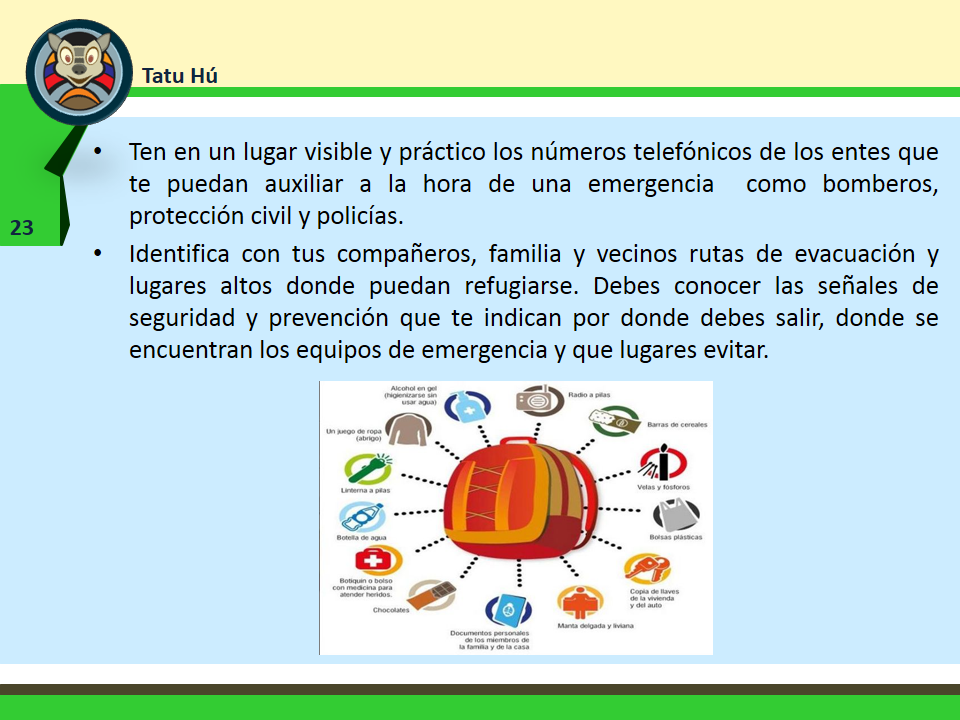 Tatu Hú
23
• Ten en un lugar visible y práctico los números telefónicos de los entes que
te puedan auxiliar a la hora de una emergencia como bomberos,
protección civil y policías.
• Identifica con tus compañeros, familia y vecinos rutas de evacuación y
lugares altos donde puedan refugiarse. Debes conocer las señales de
seguridad y prevención que te indican por donde debes salir, donde se
encuentran los equipos de emergencia y que lugares evitar.
Alcohol en gel
(higienizarse sin
usar agua)
Radio a pilas
Un juego de ropa
(abrigo)
Barras de cereales
Linterna a pilas
Velas y fósforos
Botella de agua
Bolsas plásticas
Botiquin o bolso
con medicina para
atender heridos.
Copia de llaves
de la vivienda
y del auto
Chocolates
Manta delgada y liviana
Documentos personales
de los miembros de
la familia y de la casa